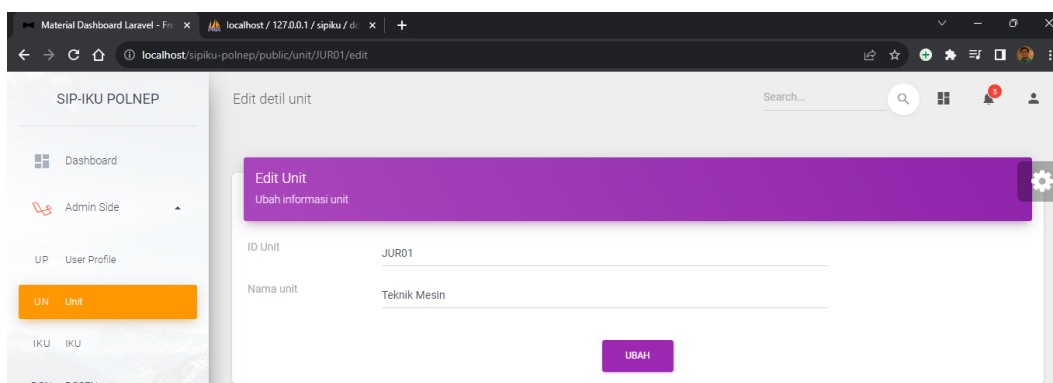 Material Dashboard Laravel - Fre
localhost / 127.0.0.1 / sipiku / do
localhost/sipiku-polnep/public/unit/JUR01/edit
SIP-IKU POLNEP
Edit detil unit
Search...
5
Dashboard
Admin Side
UP User Profile
UN Unit
IKU IKU
Edit Unit
Ubah informasi unit
ID Unit
JUR01
Nama unit
Teknik Mesin
UBAH